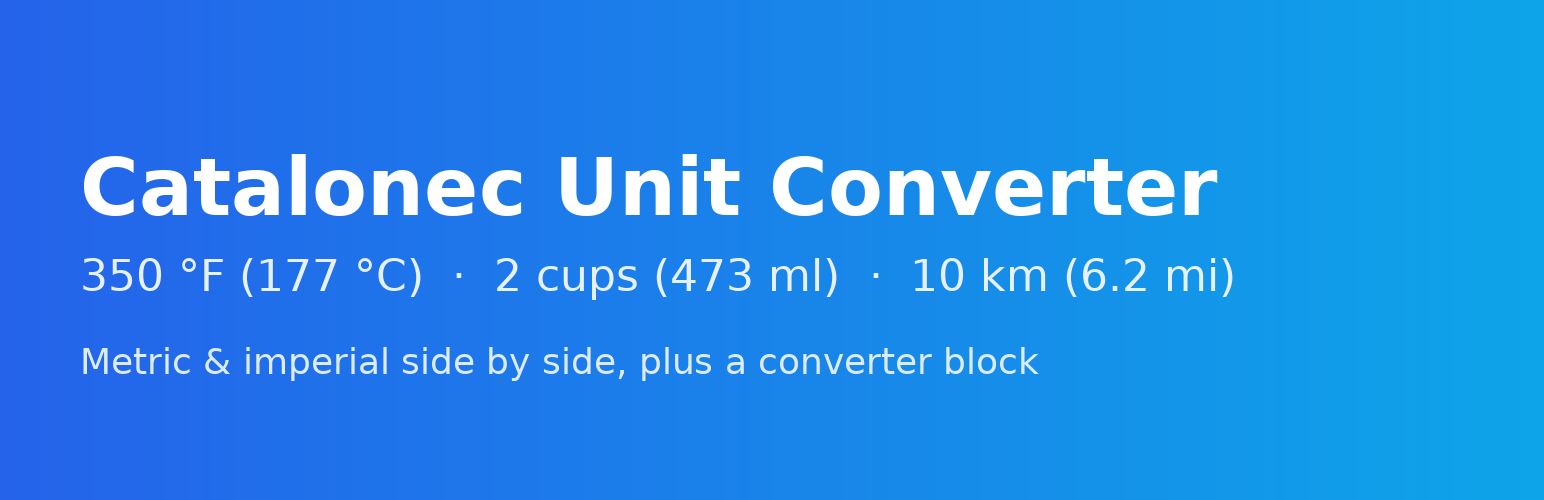 Catalonec Unit Converter
350 °F (177 °C) · 2 cups (473 ml) · 10 km (6.2 mi)
Metric & imperial side by side, plus a converter block